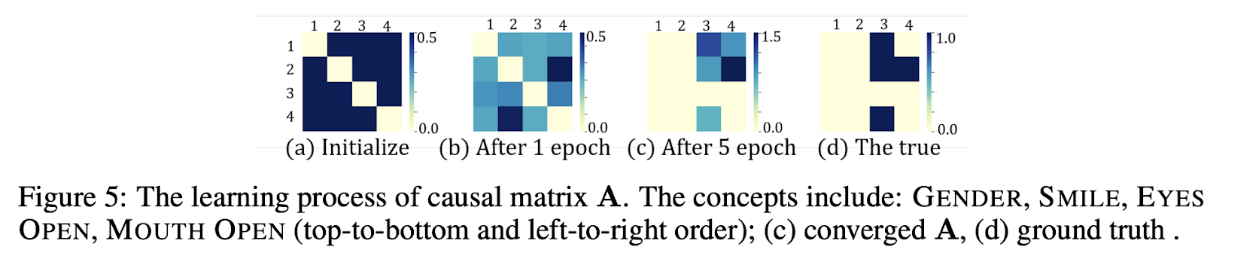 1 2 3 4 1 2 3 4 1 2 3 4 1 2 3 4
0.5 0.5 1.5 1.0
1
2
3
4
0.0 0.0 0.0 0.0
(a) Initialize (b) After 1 epoch (c) After 5 epoch (d) The true
Figure 5: The learning process of causal matrix A. The concepts include: GENDER, SMILE, EYES
OPEN, MOUTH OPEN (top-to-bottom and left-to-right order); (c) converged A, (d) ground truth .